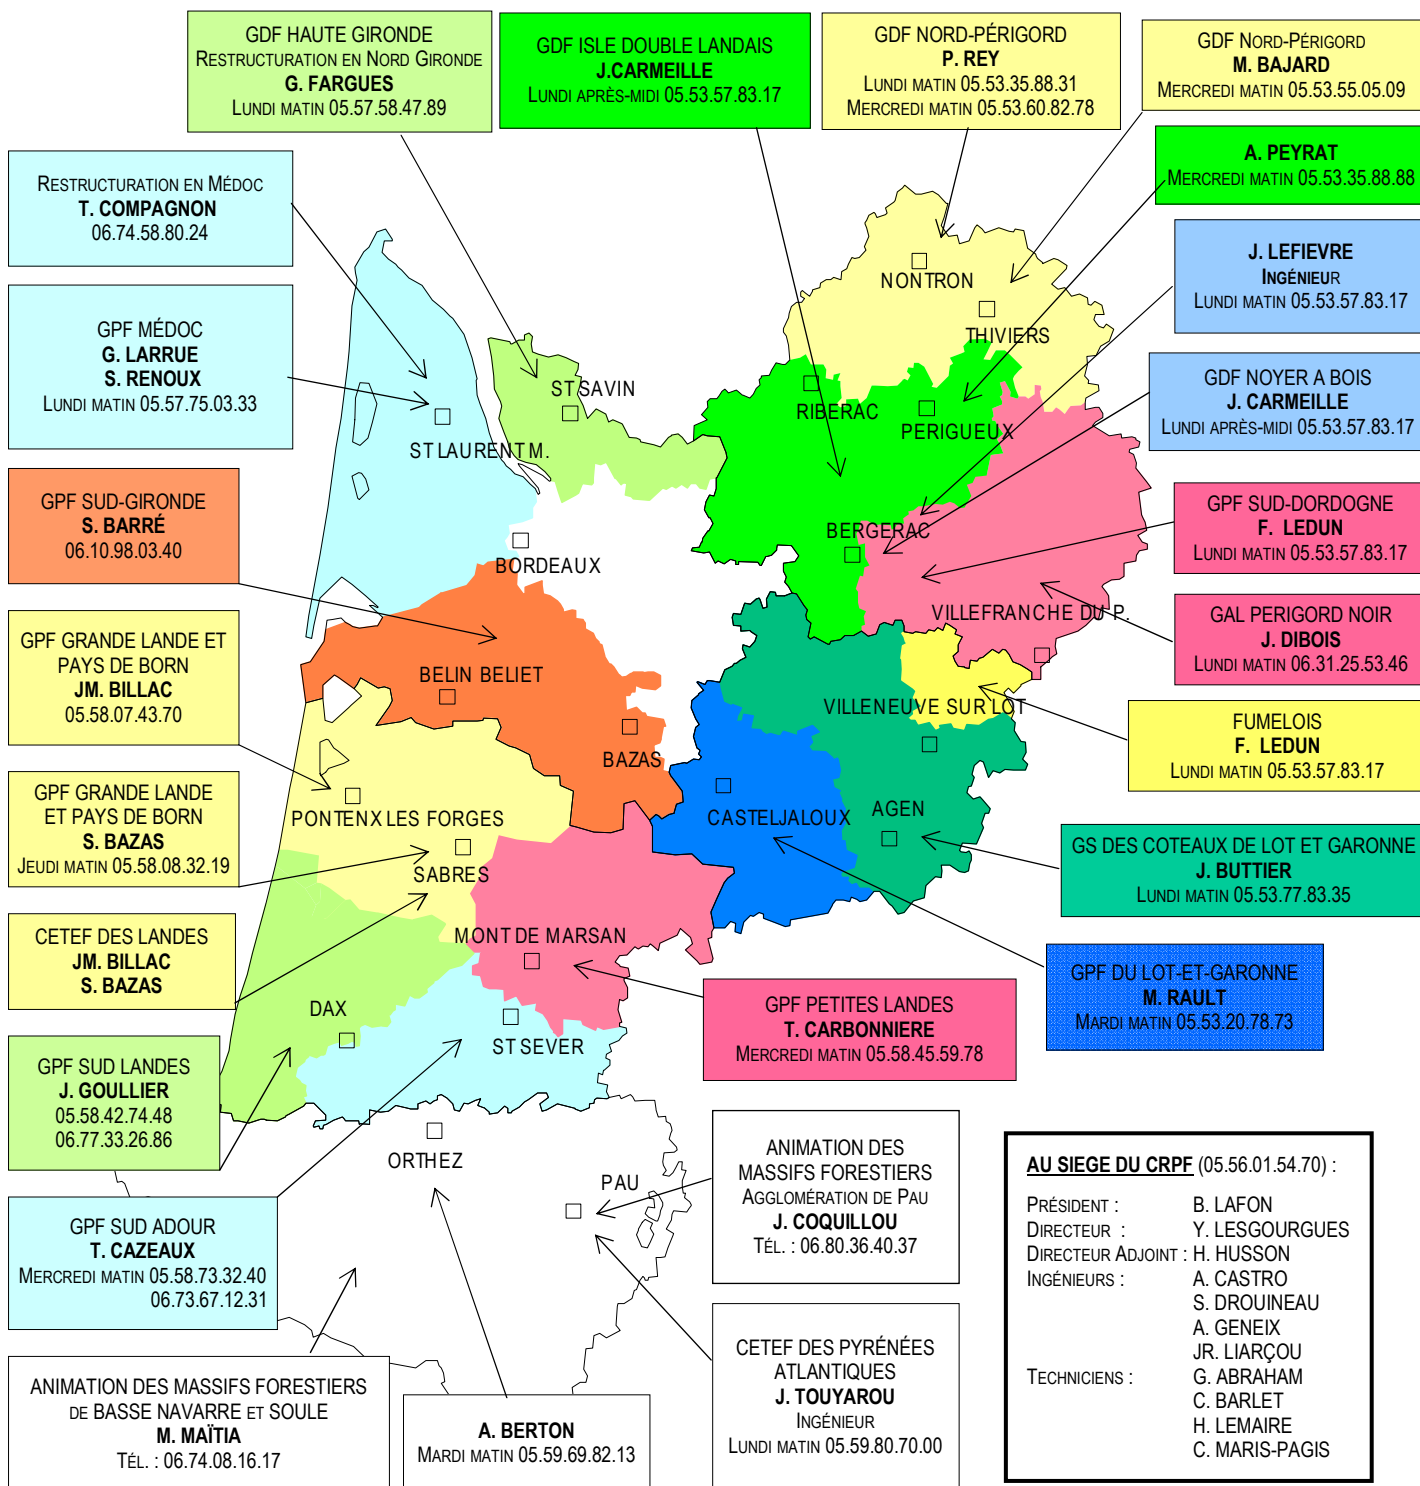 GDF HAUTE GIRONDE
RESTRUCTURATION EN NORD GIRONDE
G. FARGUES
LUNDI MATIN 05.57.58.47.89
GDF ISLE DOUBLE LANDAIS
J.CARMEILLE
LUNDI APRÈS-MIDI 05.53.57.83.17
GDF NORD-PÉRIGORD
P. REY
LUNDI MATIN 05.53.35.88.31
MERCREDI MATIN 05.53.60.82.78
GDF NORD-PÉRIGORD
M. BAJARD
MERCREDI MATIN 05.53.55.05.09
A. PEYRAT
MERCREDI MATIN 05.53.35.88.88
RESTRUCTURATION EN MÉDOC
T. COMPAGNON
06.74.58.80.24
J. LEFIEVRE
INGÉNIEUR
LUNDI MATIN 05.53.57.83.17
GPF MÉDOC
G. LARRUE
S. RENOUX
LUNDI MATIN 05.57.75.03.33
GDF NOYER A BOIS
J. CARMEILLE
LUNDI APRÈS-MIDI 05.53.57.83.17
GPF SUD-GIRONDE
S. BARRÉ
06.10.98.03.40
GPF SUD-DORDOGNE
F. LEDUN
LUNDI MATIN 05.53.57.83.17
GPF GRANDE LANDE ET
PAYS DE BORN
JM. BILLAC
05.58.07.43.70
GAL PERIGORD NOIR
J. DIBOIS
LUNDI MATIN 06.31.25.53.46
FUMELOIS
F. LEDUN
LUNDI MATIN 05.53.57.83.17
GPF GRANDE LANDE
ET PAYS DE BORN
S. BAZAS
JEUDI MATIN 05.58.08.32.19
GS DES COTEAUX DE LOT ET GARONNE
J. BUTTIER
LUNDI MATIN 05.53.77.83.35
CETEF DES LANDES
JM. BILLAC
S. BAZAS
GPF DU LOT-ET-GARONNE
M. RAULT
MARDI MATIN 05.53.20.78.73
GPF PETITES LANDES
T. CARBONNIERE
MERCREDI MATIN 05.58.45.59.78
GPF SUD LANDES
J. GOULLIER
05.58.42.74.48
06.77.33.26.86
GPF SUD ADOUR
T. CAZEAUX
MERCREDI MATIN 05.58.73.32.40
06.73.67.12.31
ANIMATION DES
MASSIFS FORESTIERS
AGGLOMÉRATION DE PAU
J. COQUILLOU
TÉL. : 06.80.36.40.37
CETEF DES PYRÉNÉES
ATLANTIQUES
J. TOUYAROU
INGÉNIEUR
LUNDI MATIN 05.59.80.70.00
ANIMATION DES MASSIFS FORESTIERS
DE BASSE NAVARRE ET SOULE
M. MAÏTIA
TÉL. : 06.74.08.16.17
A. BERTON
MARDI MATIN 05.59.69.82.13
AU SIEGE DU CRPF (05.56.01.54.70) :
PRÉSIDENT : B. LAFON
DIRECTEUR : Y. LESGOURGUES
DIRECTEUR ADJOINT : H. HUSSON
INGÉNIEURS : A. CASTRO
S. DROUINEAU
A. GENEIX
JR. LIARÇOU
TECHNICIENS : G. ABRAHAM
C. BARLET
H. LEMAIRE
C. MARIS-PAGIS
NONTRON
THIVIERS
RIBERAC
PERIGUEUX
ST SAVIN
ST LAURENT M.
BORDEAUX
BERGERAC
VILLEFRANCHE DU P.
BELIN BELIET
BAZAS
VILLENEUVE SUR LOT
PONTENX LES FORGES
SABRES
CASTELJALOUX
AGEN
MONT DE MARSAN
DAX
ST SEVER
ORTHEZ
PAU